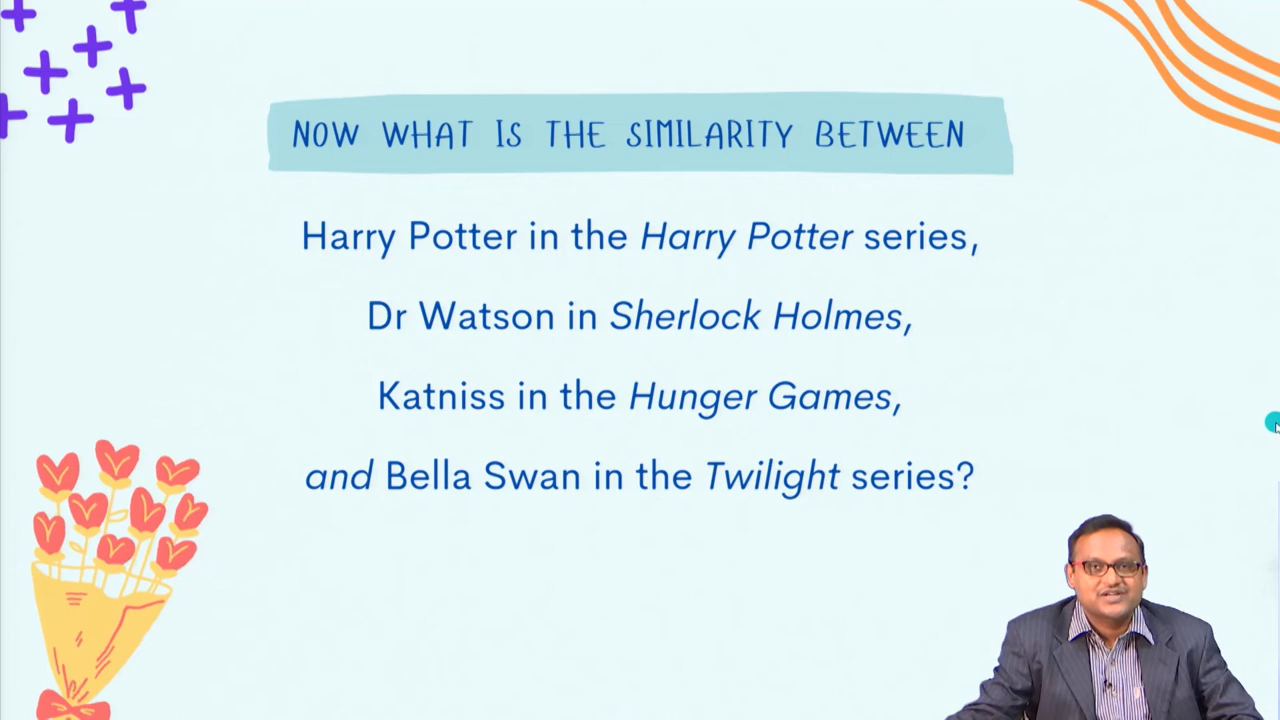 NOW WHAT IS THE SIMILARITY BETWEEN
Harry Potter in the Harry Potter series,
Dr Watson in Sherlock Holmes,
Katniss in the Hunger Games,
and Bella Swan in the Twilight series?